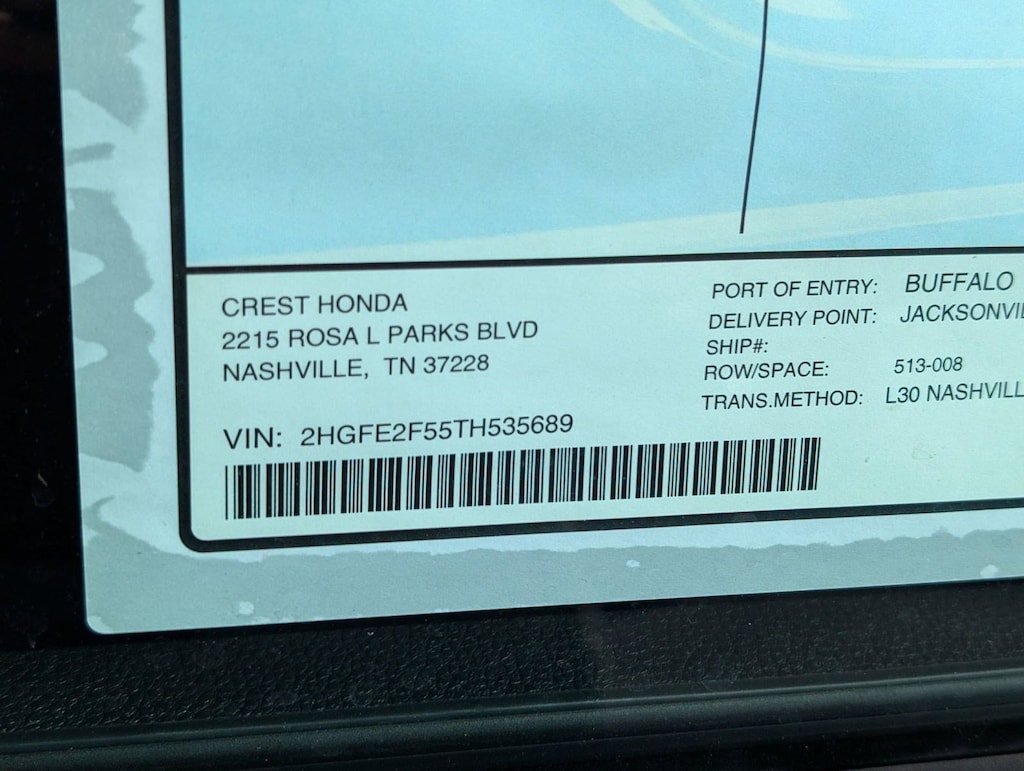 CREST HONDA
2215 ROSA L PARKS BLVD
NASHVILLE, TN 37228
VIN: 2HGFE2F55TH535689
PORT OF ENTRY: BUFFALO
DELIVERY POINT:
SHIP#:
ROW/SPACE: 513-008
TRANS.METHOD: L30